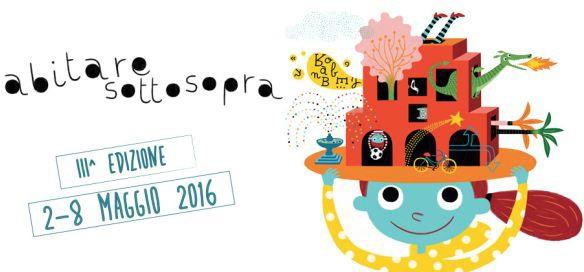 abitare
sottosopra
III^ EDIZIONE
2-8 MAGGIO 2016